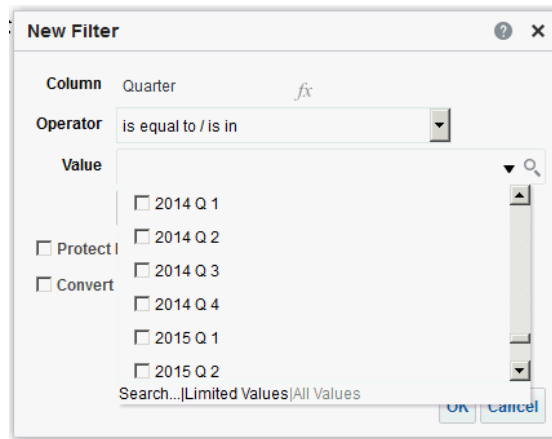 New Filter
Column Quarter fx
Operator is equal to / is in
Value
2014 Q 1
2014 Q 2
2014 Q 3
2014 Q 4
2015 Q 1
2015 Q 2
Protect
Convert
Search...|Limited Values|All Values
OK Cancel